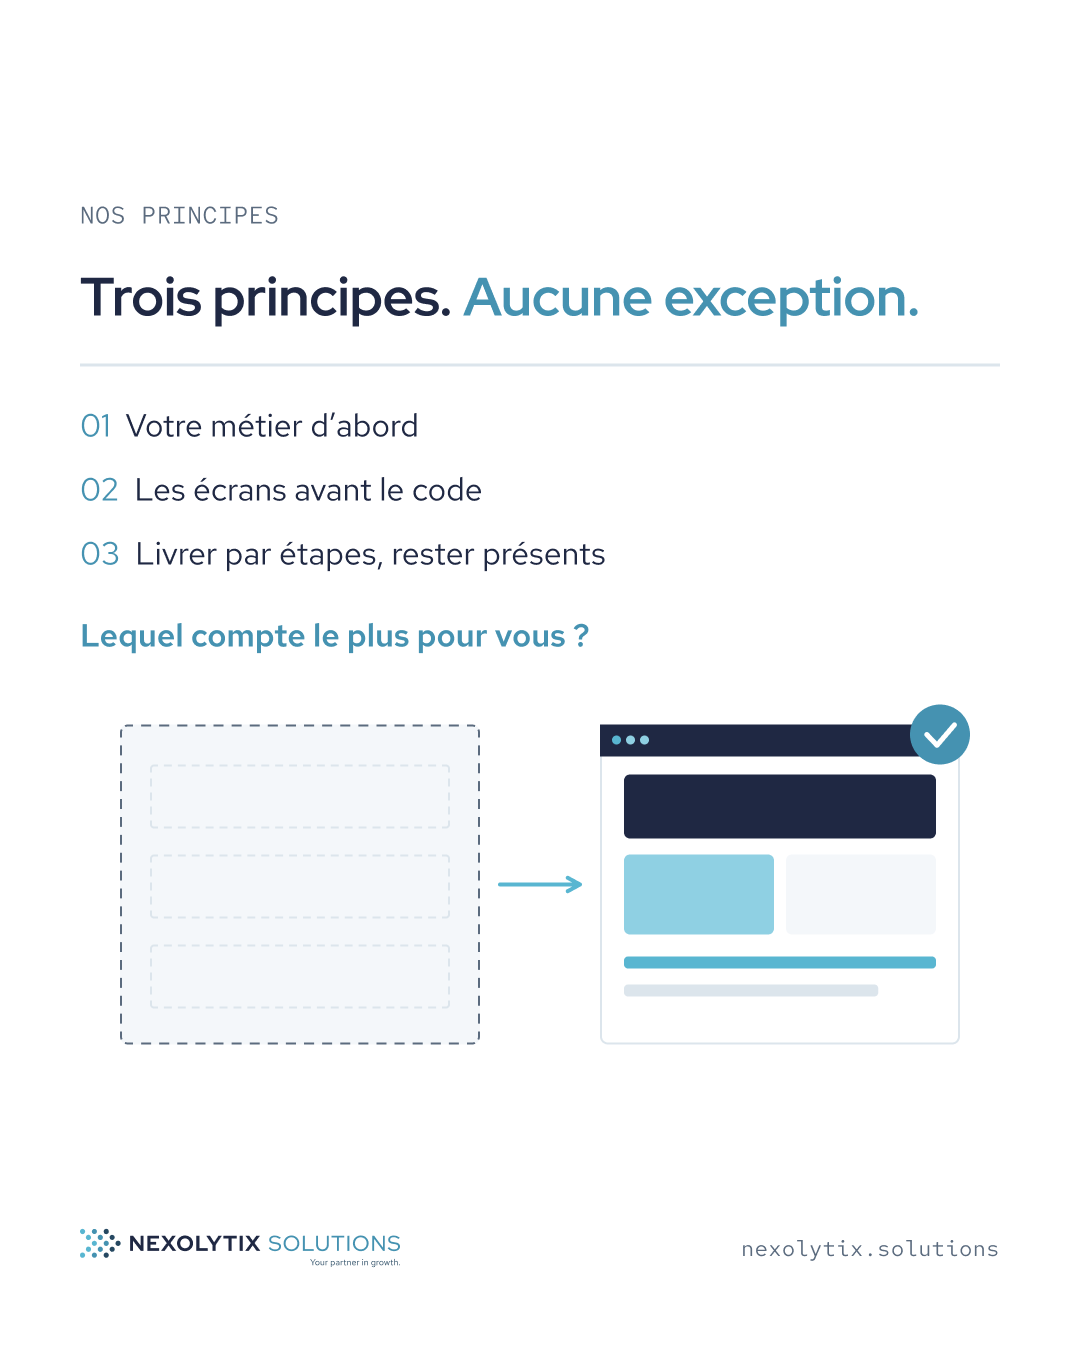 NOS PRINCIPES
Trois principes. Aucune exception.
01 Votre métier d’abord
02 Les écrans avant le code
03 Livrer par étapes, rester présents
Lequel compte le plus pour vous ?
NEXOLYTIX SOLUTIONS
Your partner in growth.
nexolytix.solutions